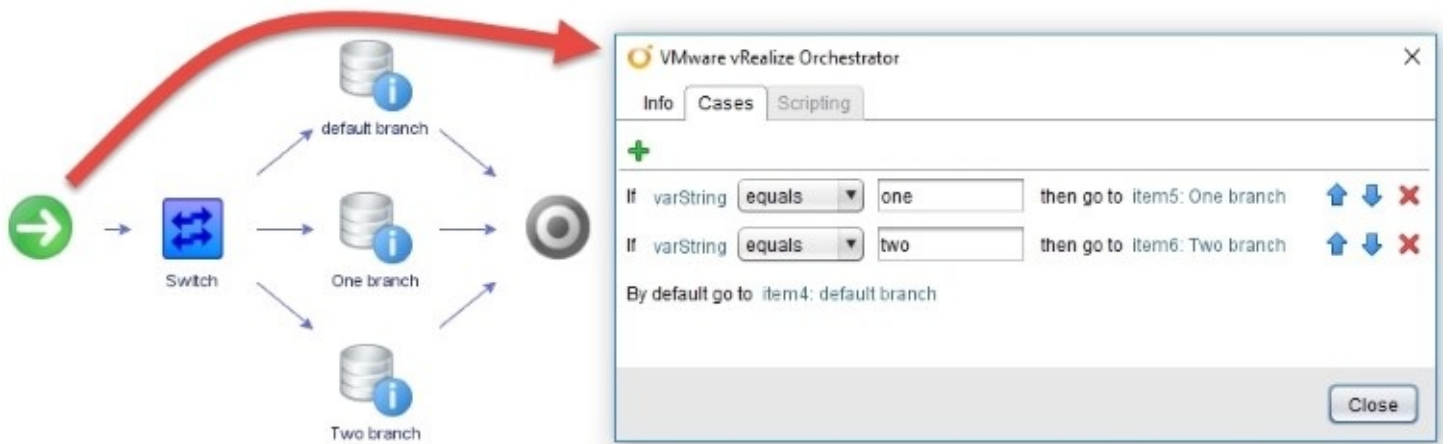 default branch
Switch
One branch
Two branch
VMware vRealize Orchestrator
Info Cases Scripting
If varString equals one then go to item5: One branch
If varString equals two then go to item6: Two branch
By default go to item4: default branch
Close